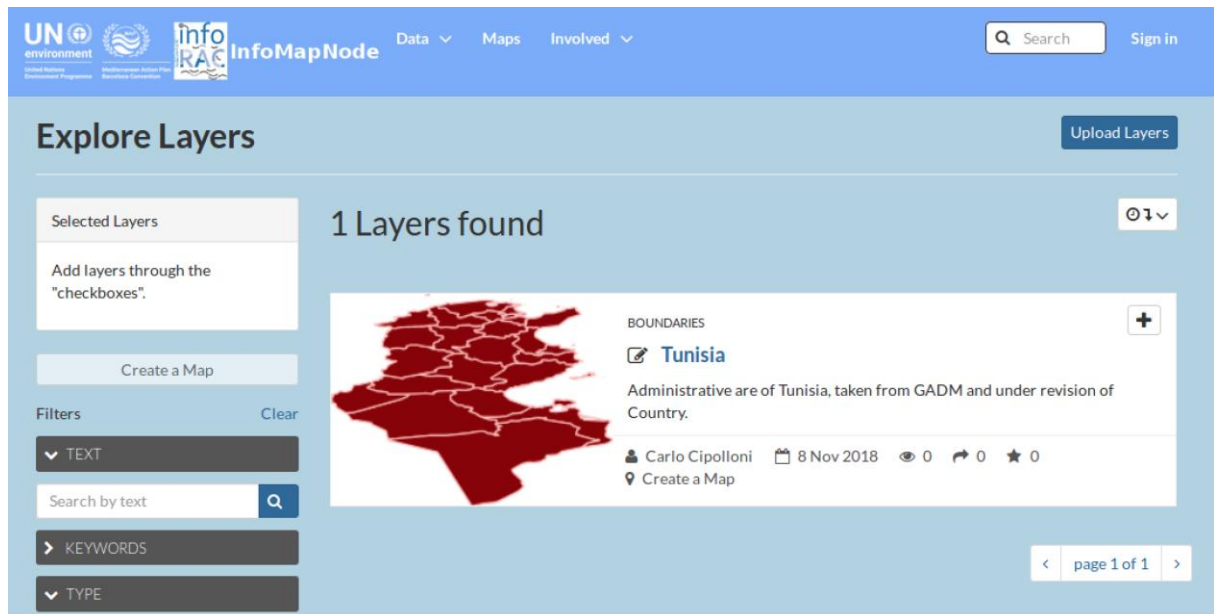 UN
environment
United Nations
Environment Programme
Mediterranean Action Plan
Barcelona Convention
info
RAC
InfoMapNode
Data
Maps
Involved
Search
Sign in
Explore Layers
Upload Layers
Selected Layers
Add layers through the
"checkboxes".
Create a Map
Filters
Clear
TEXT
Search by text
KEYWORDS
TYPE
1 Layers found
BOUNDARIES
Tunisia
Administrative are of Tunisia, taken from GADM and under revision of
Country.
Carlo Cipolloni 8 Nov 2018 0 0 0
Create a Map
< page 1 of 1 >